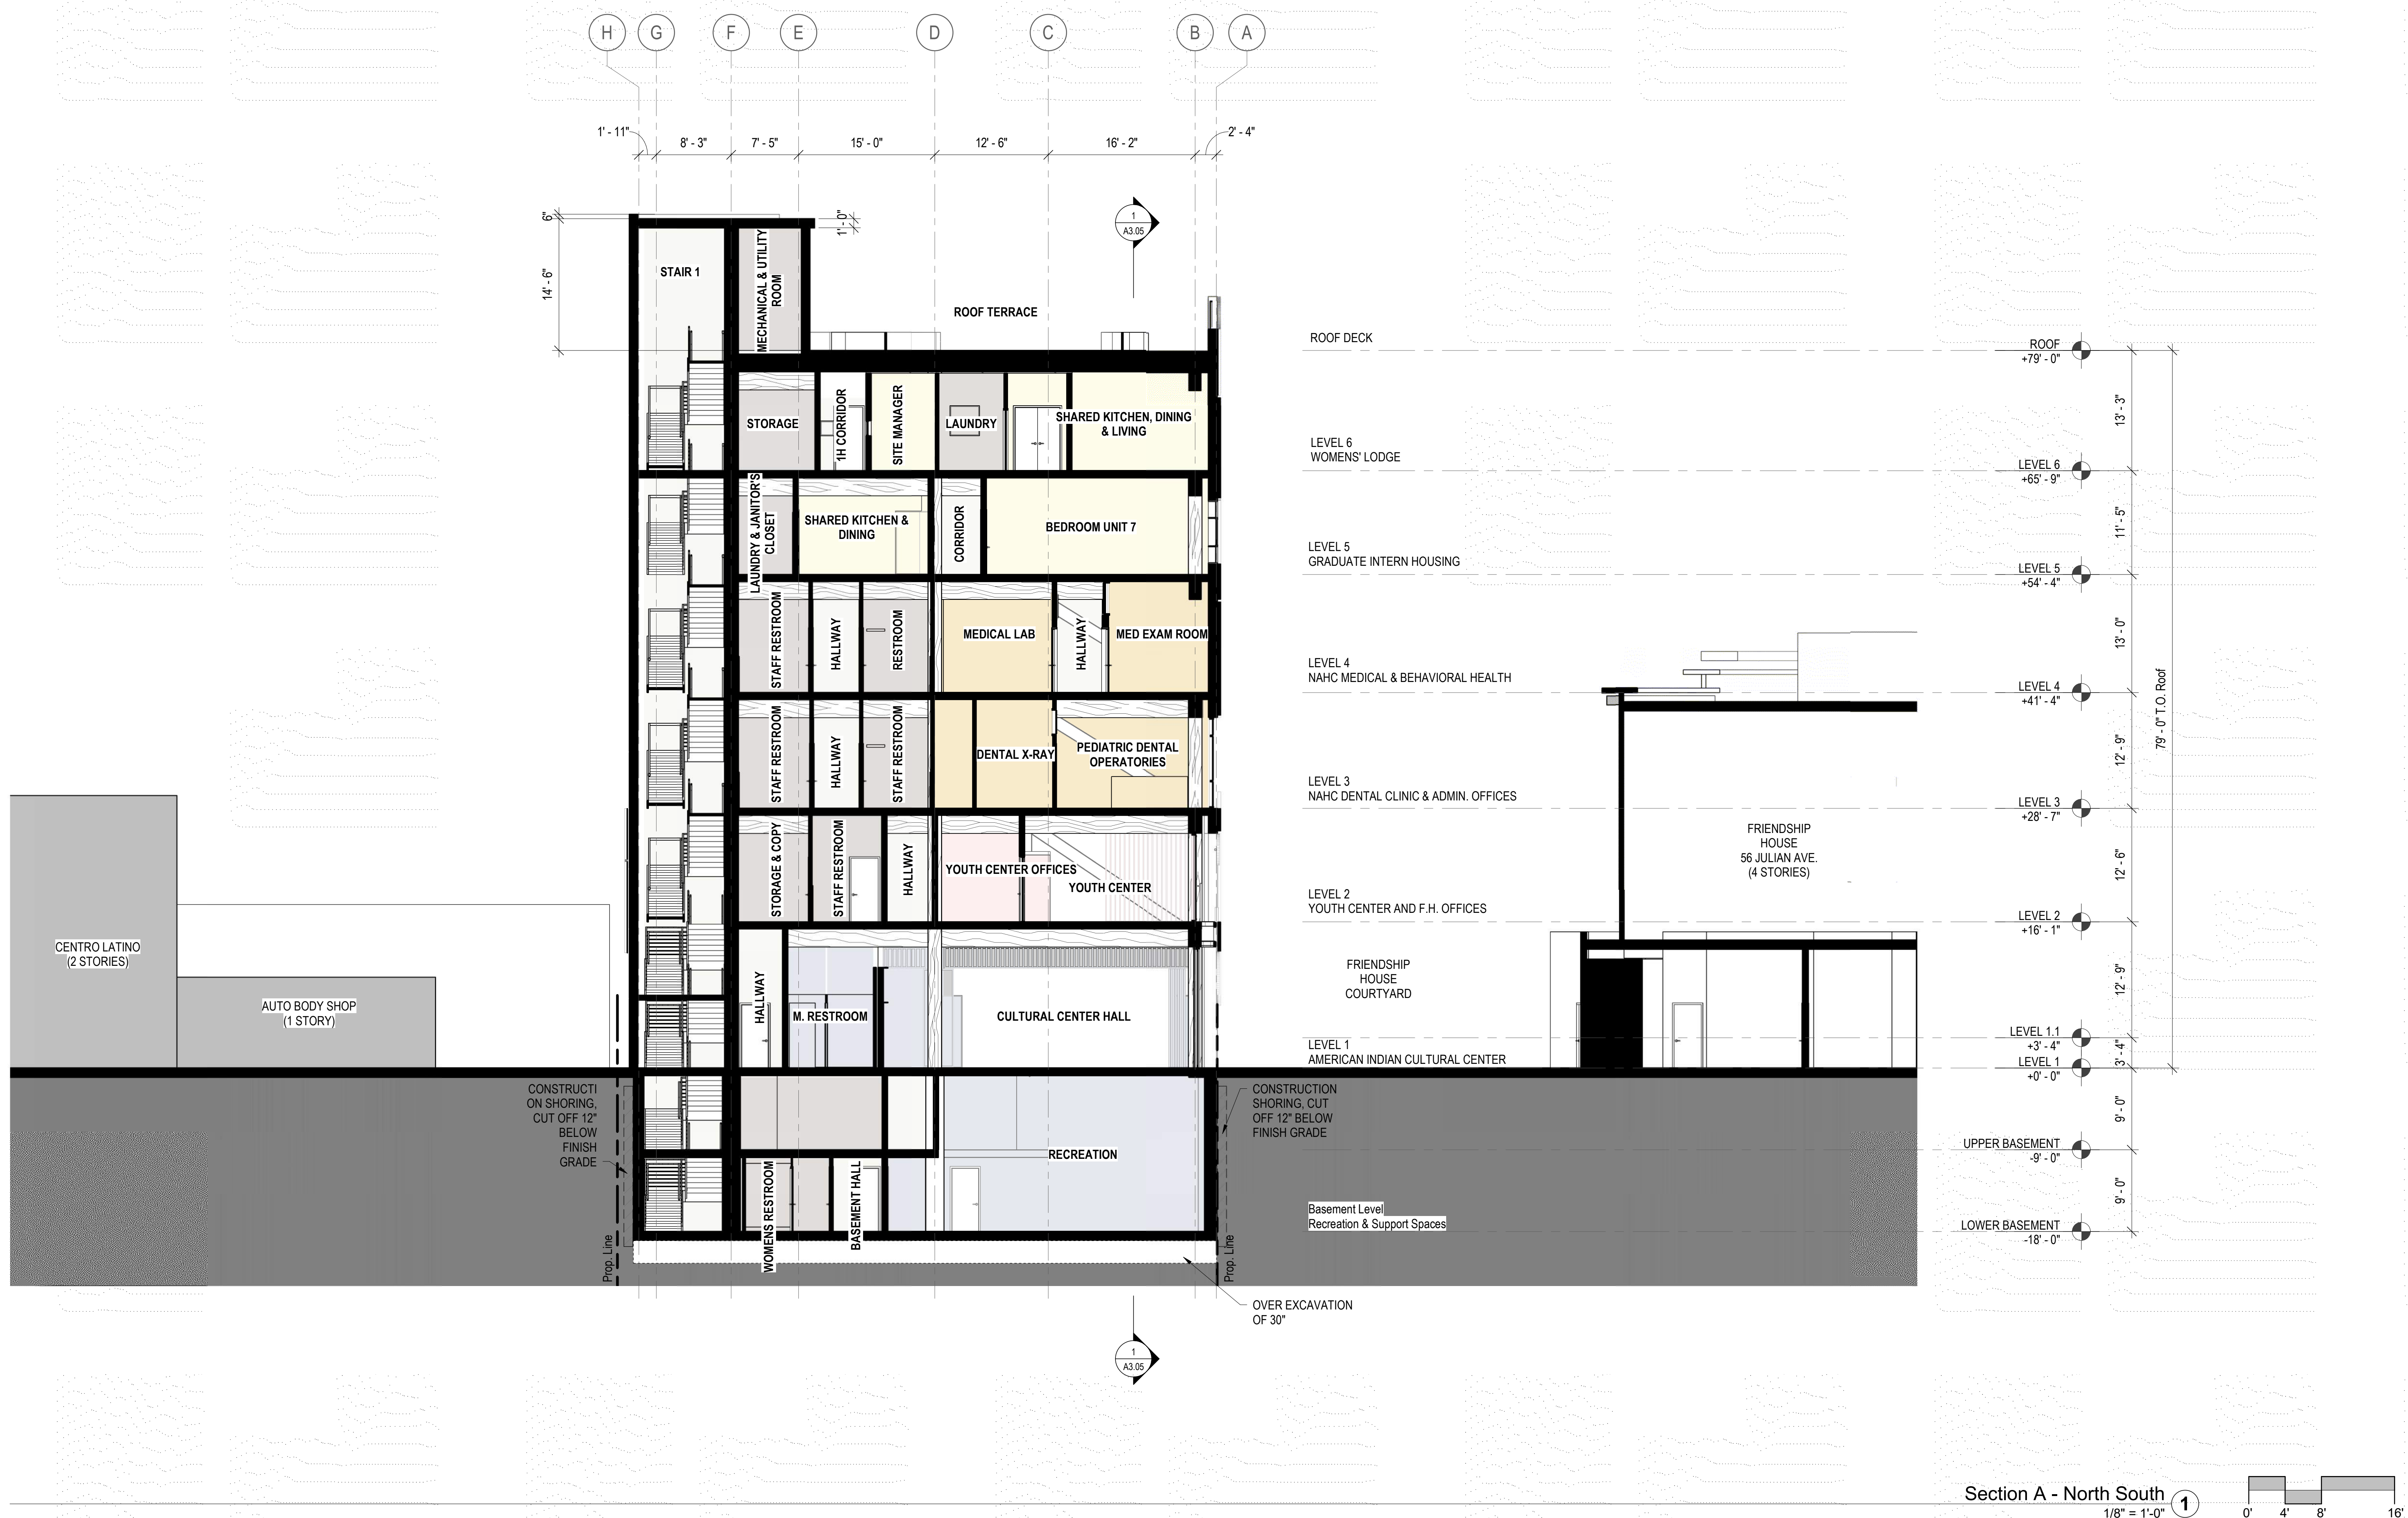 H G F E D C B A
1' - 11" 8' - 3" 7' - 5" 15' - 0" 12' - 6" 16' - 2" 2' - 4"
6"
14' - 6"
1' - 0"
1
A3.05
STAIR 1
MECHANICAL & UTILITY
ROOM
ROOF TERRACE
STORAGE
1H CORRIDOR
SITE MANAGER
LAUNDRY
SHARED KITCHEN, DINING
& LIVING
LAUNDRY & JANITOR'S
CLOSET
SHARED KITCHEN &
DINING
CORRIDOR
BEDROOM UNIT 7
STAFF RESTROOM
HALLWAY
RESTROOM
MEDICAL LAB
HALLWAY
MED EXAM ROOM
STAFF RESTROOM
HALLWAY
STAFF RESTROOM
DENTAL X-RAY
PEDIATRIC DENTAL
OPERATORIES
STORAGE & COPY
STAFF RESTROOM
HALLWAY
YOUTH CENTER OFFICES
YOUTH CENTER
HALLWAY
M. RESTROOM
CULTURAL CENTER HALL
WOMENS RESTROOM
BASEMENT HALL
RECREATION
CENTRO LATINO
(2 STORIES)
AUTO BODY SHOP
(1 STORY)
CONSTRUCTI
ON SHORING,
CUT OFF 12"
BELOW
FINISH
GRADE
Prop. Line
CONSTRUCTION
SHORING, CUT
OFF 12" BELOW
FINISH GRADE
Prop. Line
OVER EXCAVATION
OF 30"
1
A3.05
ROOF DECK
LEVEL 6
WOMENS' LODGE
LEVEL 5
GRADUATE INTERN HOUSING
LEVEL 4
NAHC MEDICAL & BEHAVIORAL HEALTH
LEVEL 3
NAHC DENTAL CLINIC & ADMIN. OFFICES
LEVEL 2
YOUTH CENTER AND F.H. OFFICES
FRIENDSHIP
HOUSE
COURTYARD
LEVEL 1
AMERICAN INDIAN CULTURAL CENTER
Basement Level
Recreation & Support Spaces
FRIENDSHIP
HOUSE
56 JULIAN AVE.
(4 STORIES)
ROOF
+79' - 0"
LEVEL 6
+65' - 9"
LEVEL 5
+54' - 4"
LEVEL 4
+41' - 4"
LEVEL 3
+28' - 7"
LEVEL 2
+16' - 1"
LEVEL 1.1
+3' - 4"
LEVEL 1
+0' - 0"
UPPER BASEMENT
-9' - 0"
LOWER BASEMENT
-18' - 0"
13' - 3"
11' - 5"
13' - 0"
12' - 9"
12' - 6"
12' - 9"
3' - 4"
9' - 0"
9' - 0"
79' - 0" T.O. Roof
Section A - North South
1/8" = 1'-0"
1
0' 4' 8' 16'